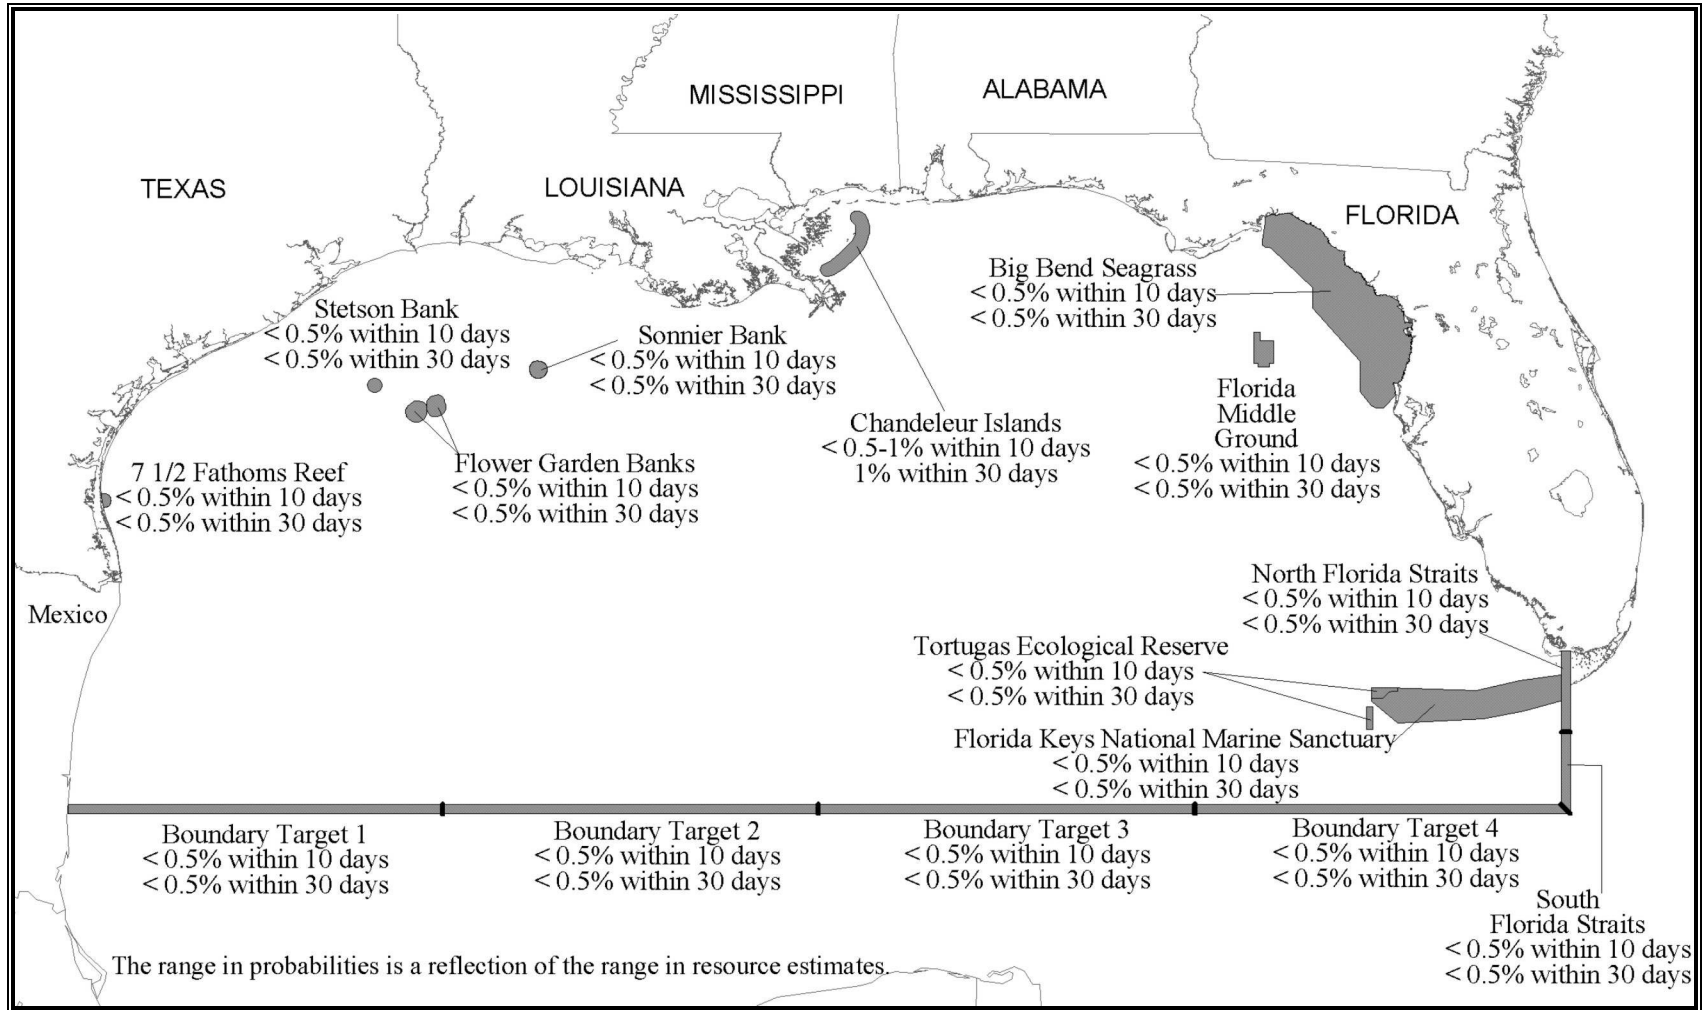 MISSISSIPPI
ALABAMA
TEXAS
LOUISIANA
FLORIDA
Big Bend Seagrass
< 0.5% within 10 days
< 0.5% within 30 days
Stetson Bank
< 0.5% within 10 days
< 0.5% within 30 days
Sonnier Bank
< 0.5% within 10 days
< 0.5% within 30 days
Florida
Middle
Ground
< 0.5% within 10 days
< 0.5% within 30 days
Chandeleur Islands
< 0.5-1% within 10 days
1% within 30 days
7 1/2 Fathoms Reef
< 0.5% within 10 days
< 0.5% within 30 days
Flower Garden Banks
< 0.5% within 10 days
< 0.5% within 30 days
North Florida Straits
< 0.5% within 10 days
< 0.5% within 30 days
Mexico
Tortugas Ecological Reserve
< 0.5% within 10 days
< 0.5% within 30 days
Florida Keys National Marine Sanctuary
< 0.5% within 10 days
< 0.5% within 30 days
Boundary Target 1
< 0.5% within 10 days
< 0.5% within 30 days
Boundary Target 2
< 0.5% within 10 days
< 0.5% within 30 days
Boundary Target 3
< 0.5% within 10 days
< 0.5% within 30 days
Boundary Target 4
< 0.5% within 10 days
< 0.5% within 30 days
South
Florida Straits
< 0.5% within 10 days
< 0.5% within 30 days
The range in probabilities is a reflection of the range in resource estimates.